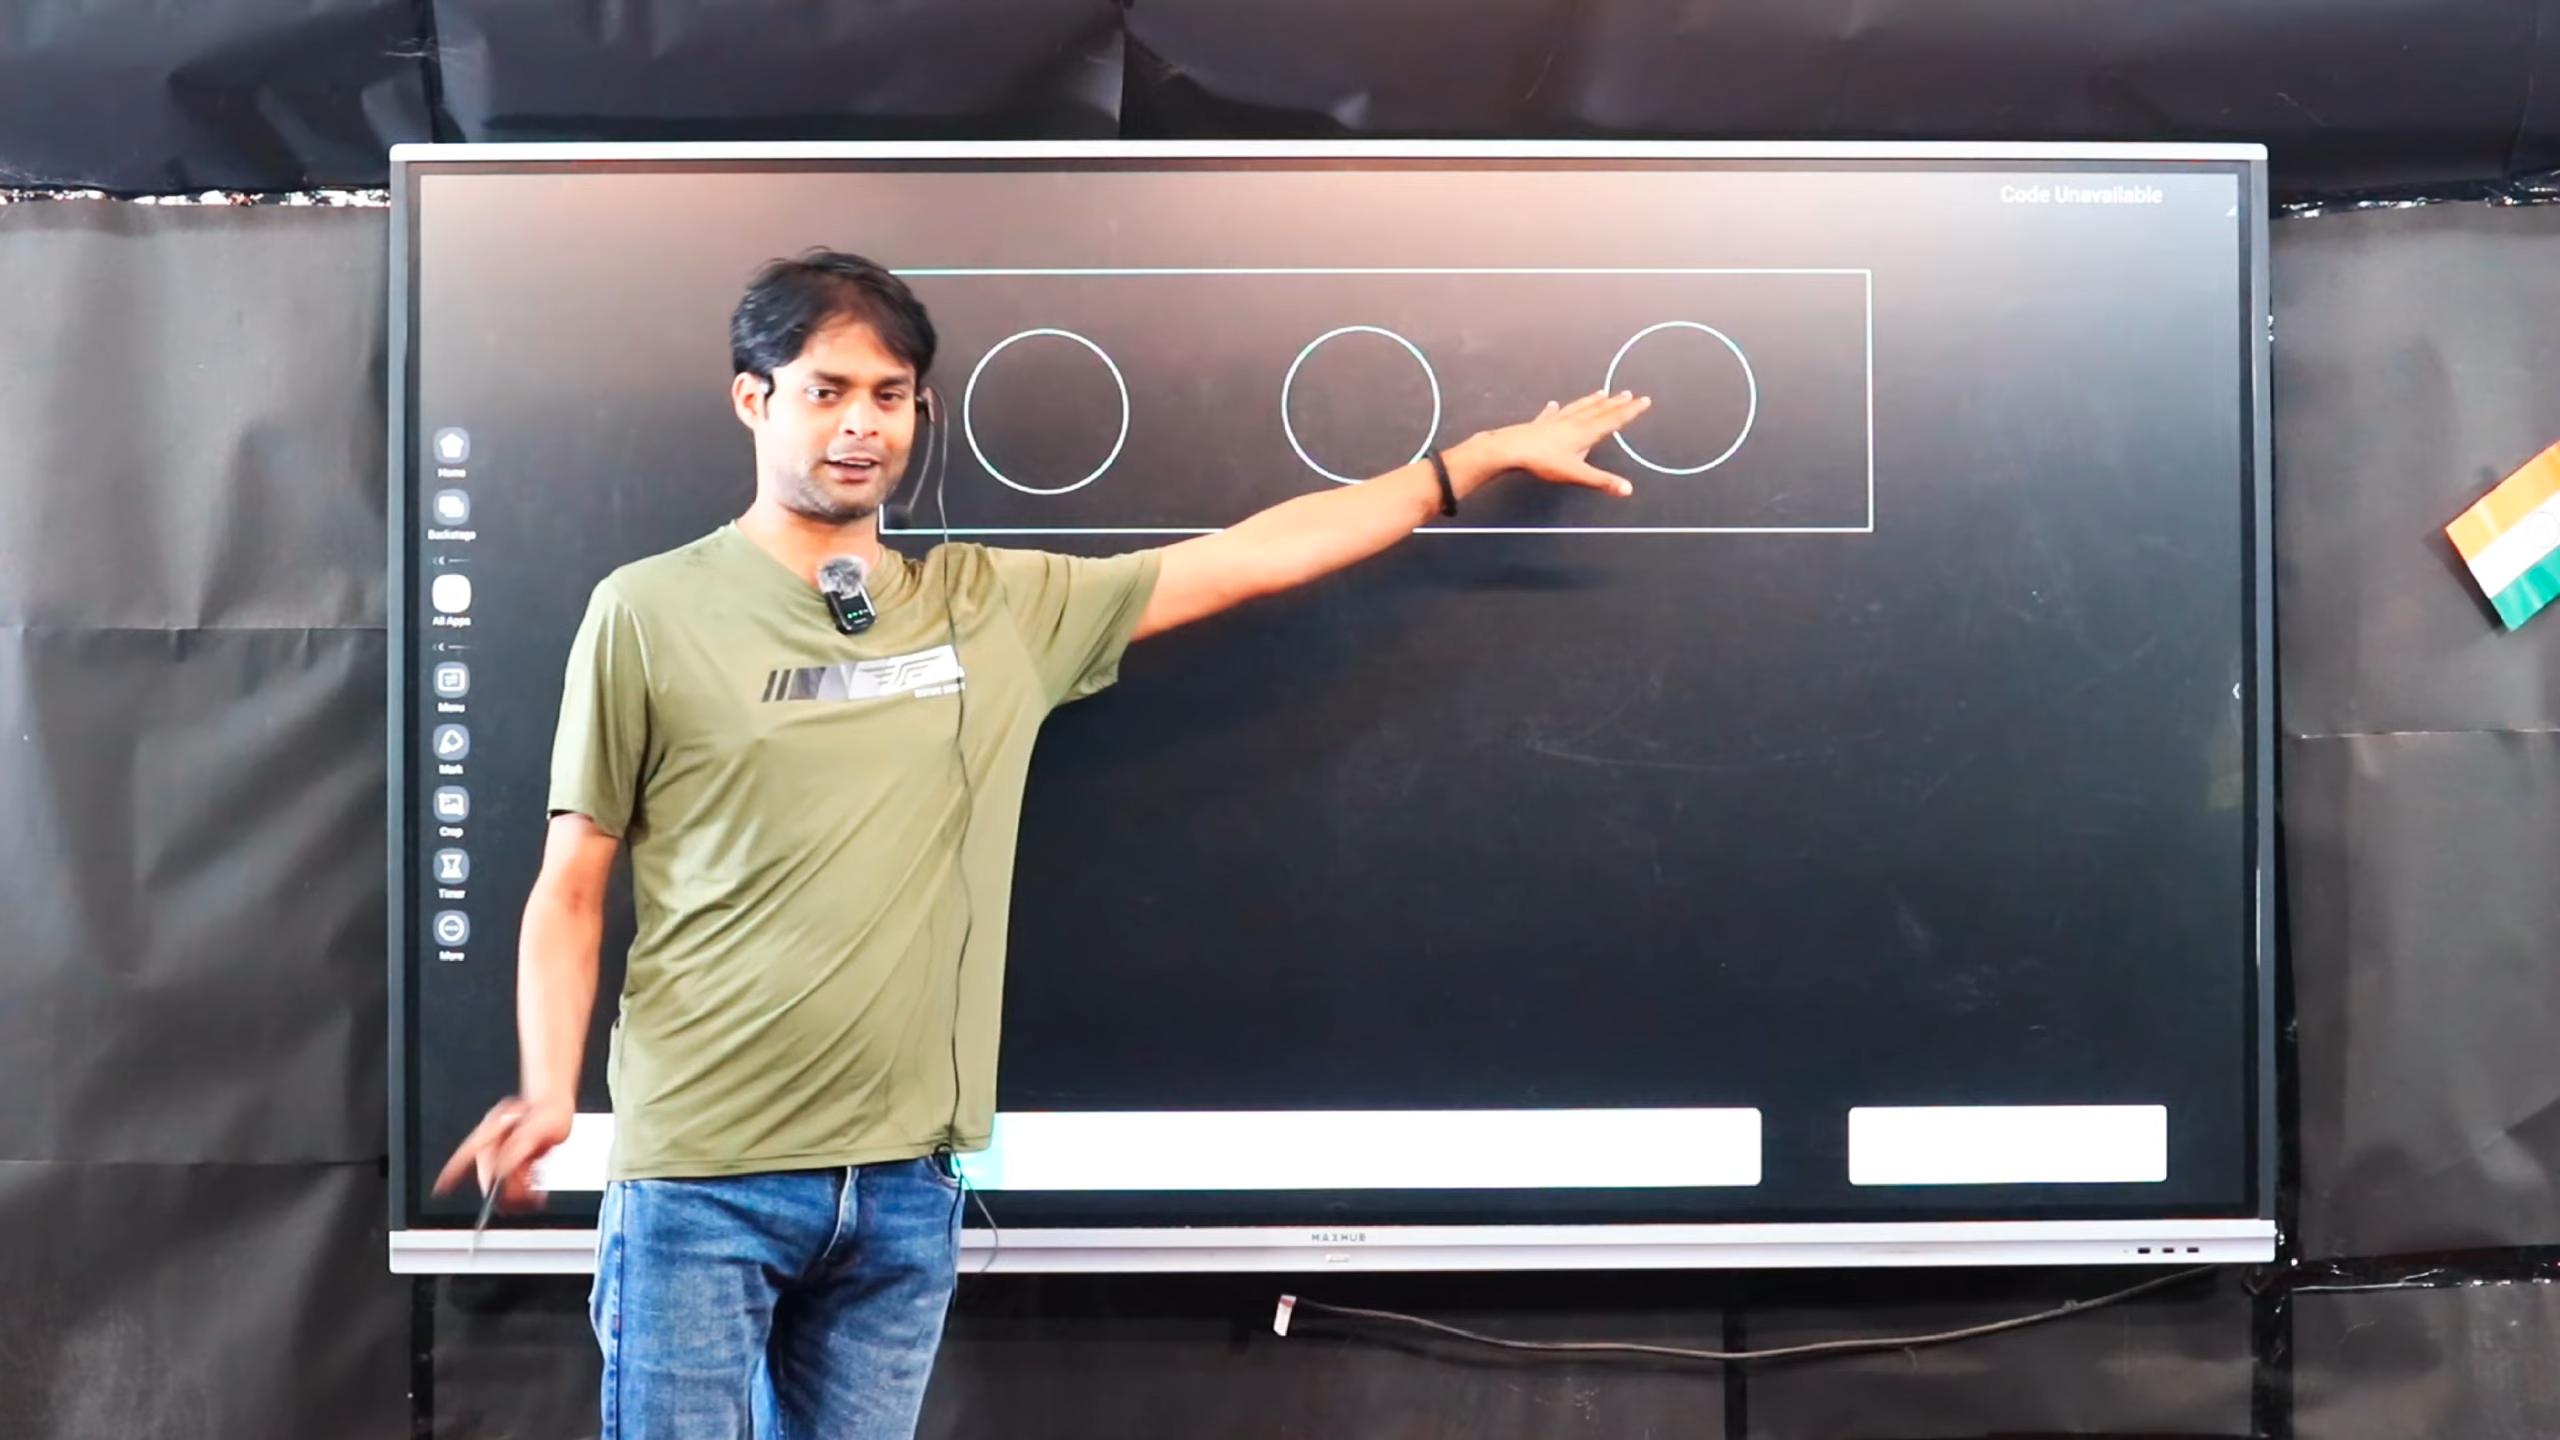 Code Unavailable
Home
Backstage
All Apps
Menu
Mark
Crop
Timer
More
MAXHUB